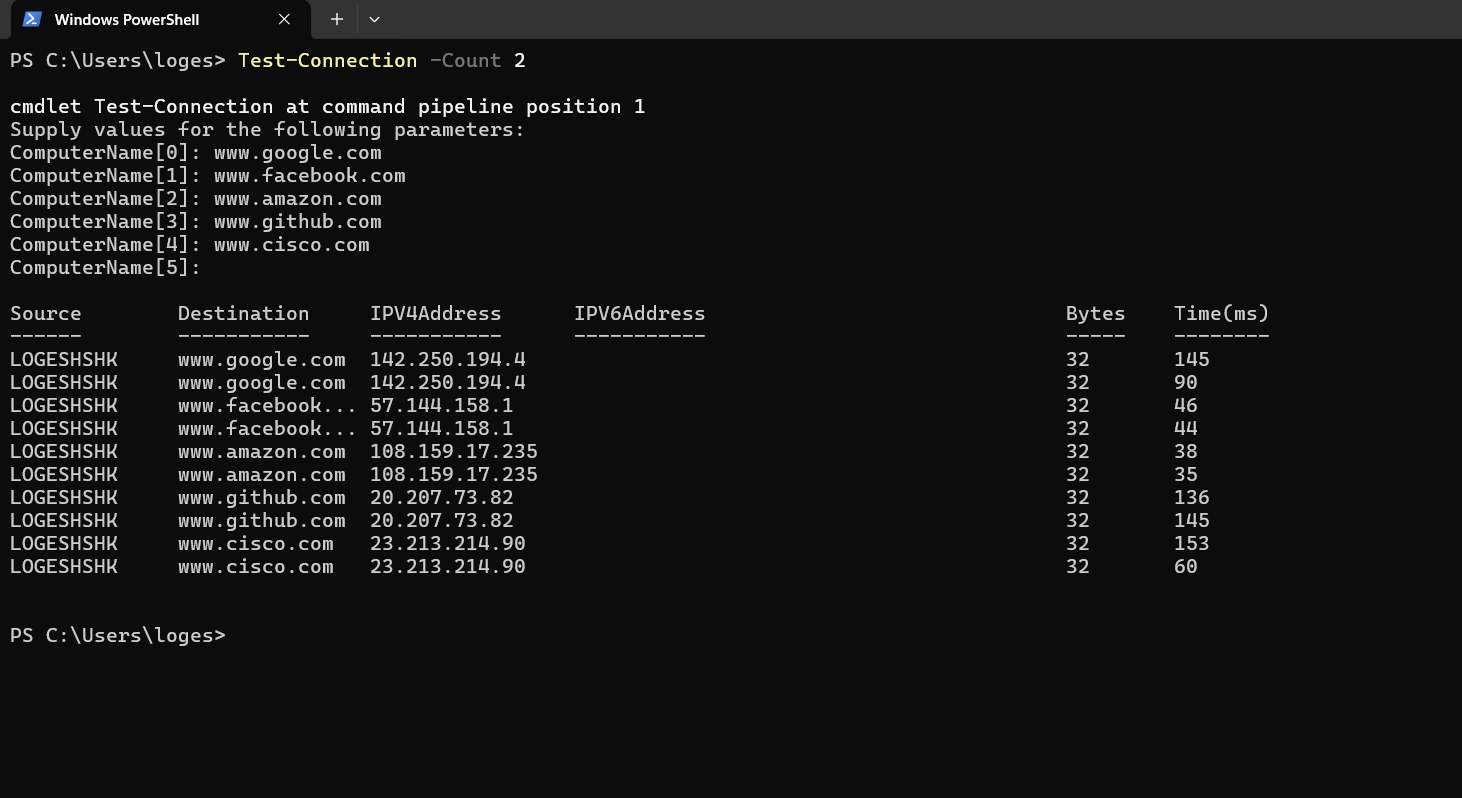 Windows PowerShell
PS C:\Users\loges> Test-Connection -Count 2
cmdlet Test-Connection at command pipeline position 1
Supply values for the following parameters:
ComputerName[0]: www.google.com
ComputerName[1]: www.facebook.com
ComputerName[2]: www.amazon.com
ComputerName[3]: www.github.com
ComputerName[4]: www.cisco.com
ComputerName[5]:
Source Destination IPV4Address IPV6Address Bytes Time(ms)
------ ----------- ----------- ----------- ----- --------
LOGESHSHK www.google.com 142.250.194.4 32 145
LOGESHSHK www.google.com 142.250.194.4 32 90
LOGESHSHK www.facebook... 57.144.158.1 32 46
LOGESHSHK www.facebook... 57.144.158.1 32 44
LOGESHSHK www.amazon.com 108.159.17.235 32 38
LOGESHSHK www.amazon.com 108.159.17.235 32 35
LOGESHSHK www.github.com 20.207.73.82 32 136
LOGESHSHK www.github.com 20.207.73.82 32 145
LOGESHSHK www.cisco.com 23.213.214.90 32 153
LOGESHSHK www.cisco.com 23.213.214.90 32 60
PS C:\Users\loges>